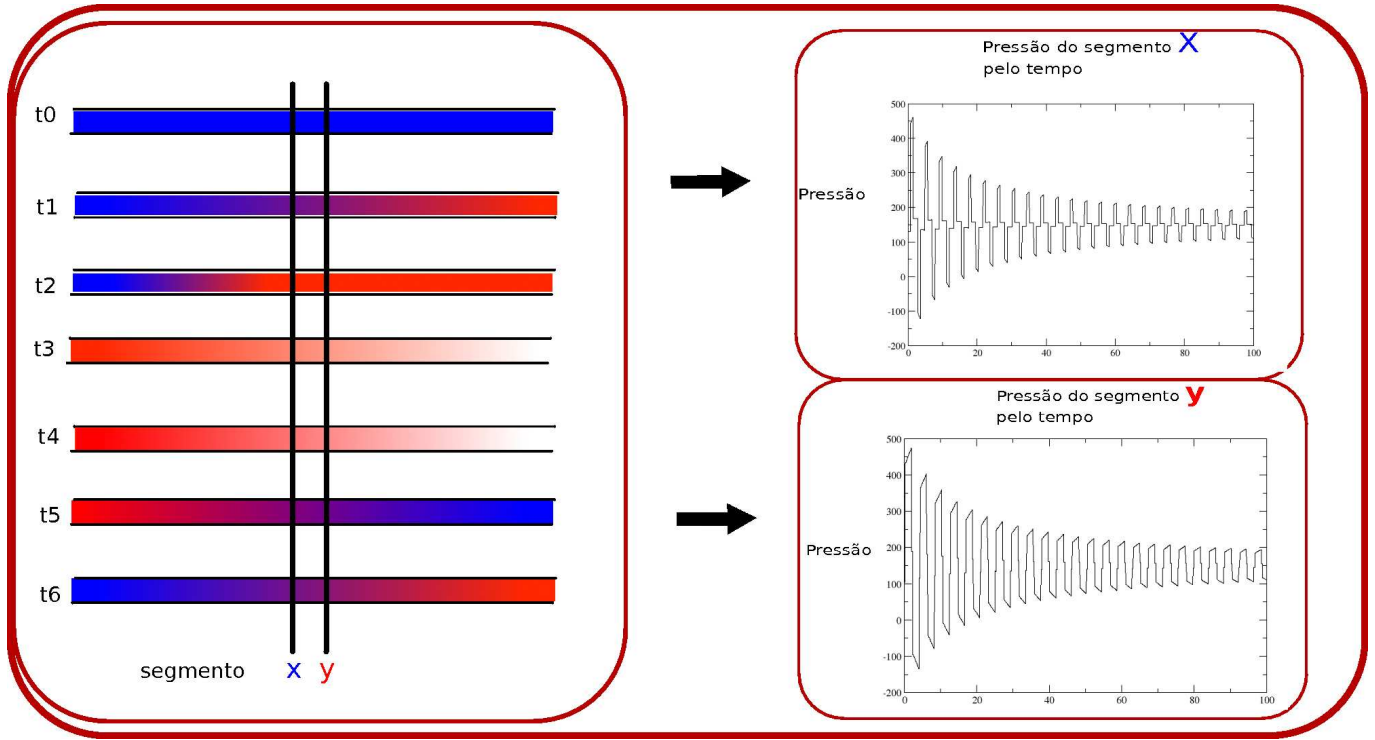 t0
t1
t2
t3
t4
t5
t6
segmento x y
Pressão do segmento X
pelo tempo
Pressão
500
400
300
200
100
0
-100
-200
0 20 40 60 80 100
Pressão do segmento y
pelo tempo
Pressão
500
400
300
200
100
0
-100
-200
0 20 40 60 80 100